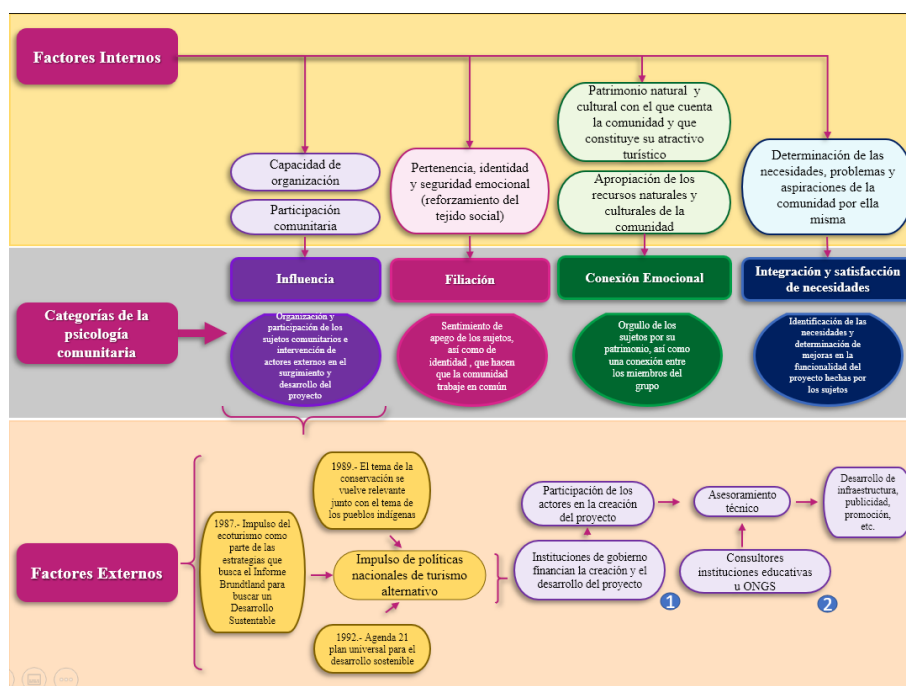 Factores Internos
Capacidad de
organización
Participación
comunitaria
Pertenencia, identidad
y seguridad emocional
(reforzamiento del
tejido social)
Patrimonio natural y
cultural con el que cuenta
la comunidad y que
constituye su atractivo
turístico
Apropiación de los
recursos naturales y
culturales de la
comunidad
Determinación de las
necesidades, problemas y
aspiraciones de la
comunidad por ella
misma
Categorías de la
psicología
comunitaria
Influencia
Filiación
Conexión Emocional
Integración y satisfacción
de necesidades
Organización y
participación de los
sujetos comunitarios e
intervención de
actores externos en el
surgimiento y
desarrollo del
proyecto
Sentimiento de
apego de los sujetos,
así como de
identidad , que hacen
que la comunidad
trabaje en común
Orgullo de los
sujetos por su
patrimonio, así como
una conexión entre
los miembros del
grupo
Identificación de las
necesidades y
determinación de
mejoras en la
funcionalidad del
proyecto hechas por
los sujetos
Factores Externos
1987.- Impulso del
ecoturismo como
parte de las
estrategias que
busca el Informe
Brundtland para
buscar un
Desarrollo
Sustentable
1989.- El tema de la
conservación se
vuelve relevante
junto con el tema de
los pueblos indígenas
Impulso de políticas
nacionales de turismo
alternativo
1992.- Agenda 21
plan universal para el
desarrollo sostenible
Participación de los
actores en la creación
del proyecto
Instituciones de gobierno
financian la creación y el
desarrollo del proyecto
1
Asesoramiento
técnico
Consultores
instituciones educativas
u ONGS
2
Desarrollo de
infraestructura,
publicidad,
promoción,
etc.